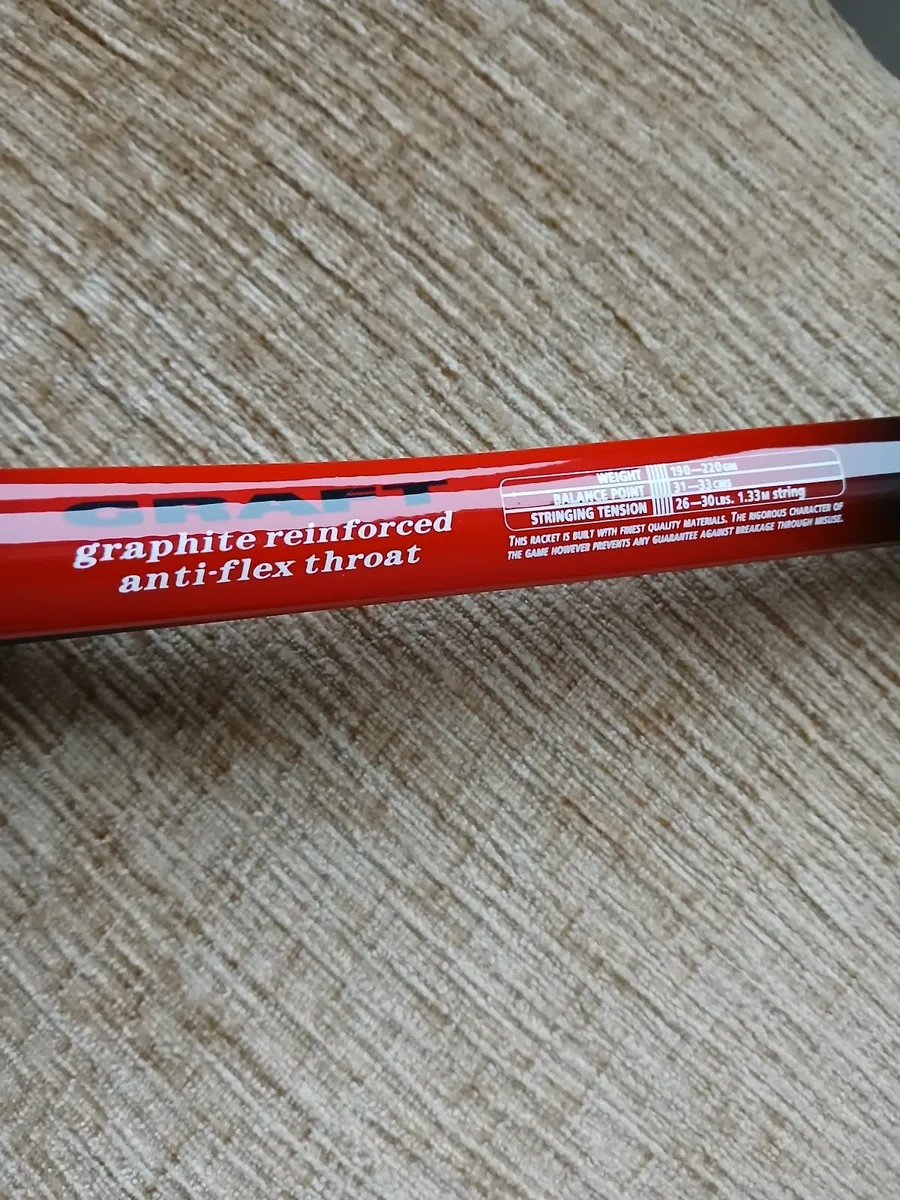 CRAFT
graphite reinforced
anti-flex throat
WEIGHT 190—220GM
BALANCE POINT 31—33CMS
STRINGING TENSION 26—30LBS. 1.33M string
THIS RACKET IS BUILT WITH FINEST QUALITY MATERIALS. THE RIGOROUS CHARACTER OF
THE GAME HOWEVER PREVENTS ANY GUARANTEE AGAINST BREAKAGE THROUGH MISUSE.